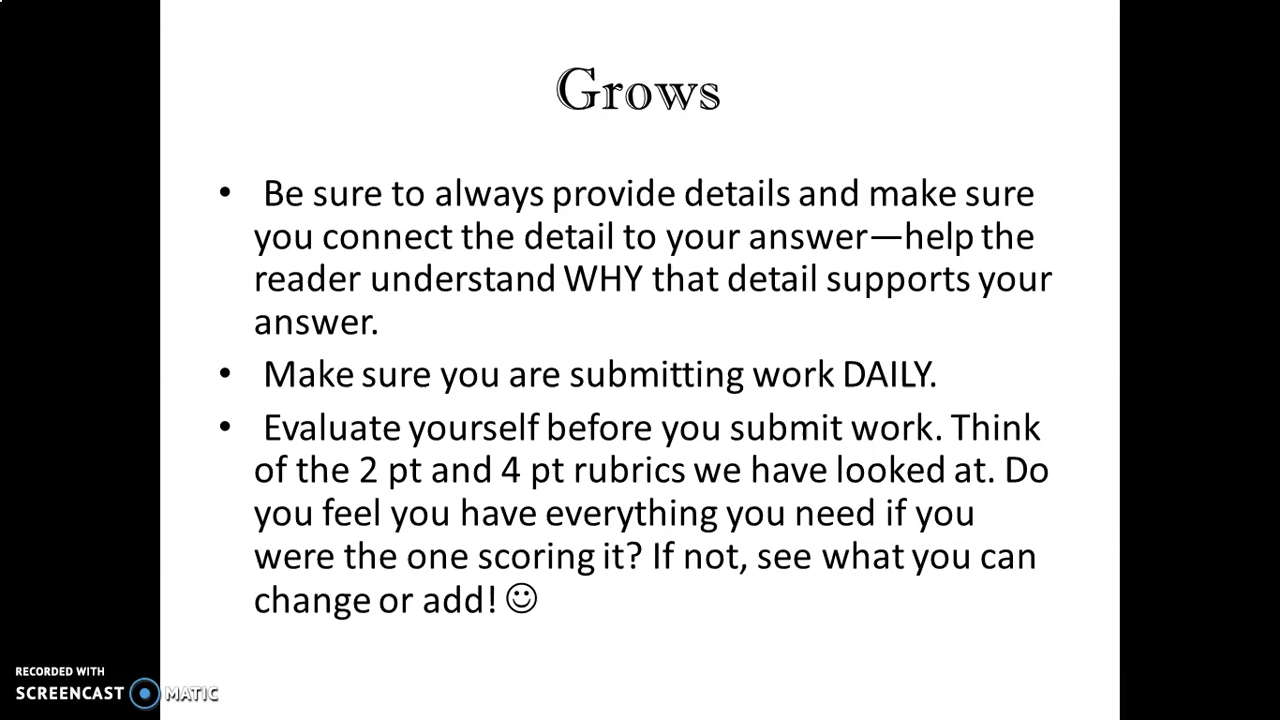 Grows
• Be sure to always provide details and make sure
you connect the detail to your answer—help the
reader understand WHY that detail supports your
answer.
• Make sure you are submitting work DAILY.
• Evaluate yourself before you submit work. Think
of the 2 pt and 4 pt rubrics we have looked at. Do
you feel you have everything you need if you
were the one scoring it? If not, see what you can
change or add! ☺
RECORDED WITH
SCREENCAST MATIC